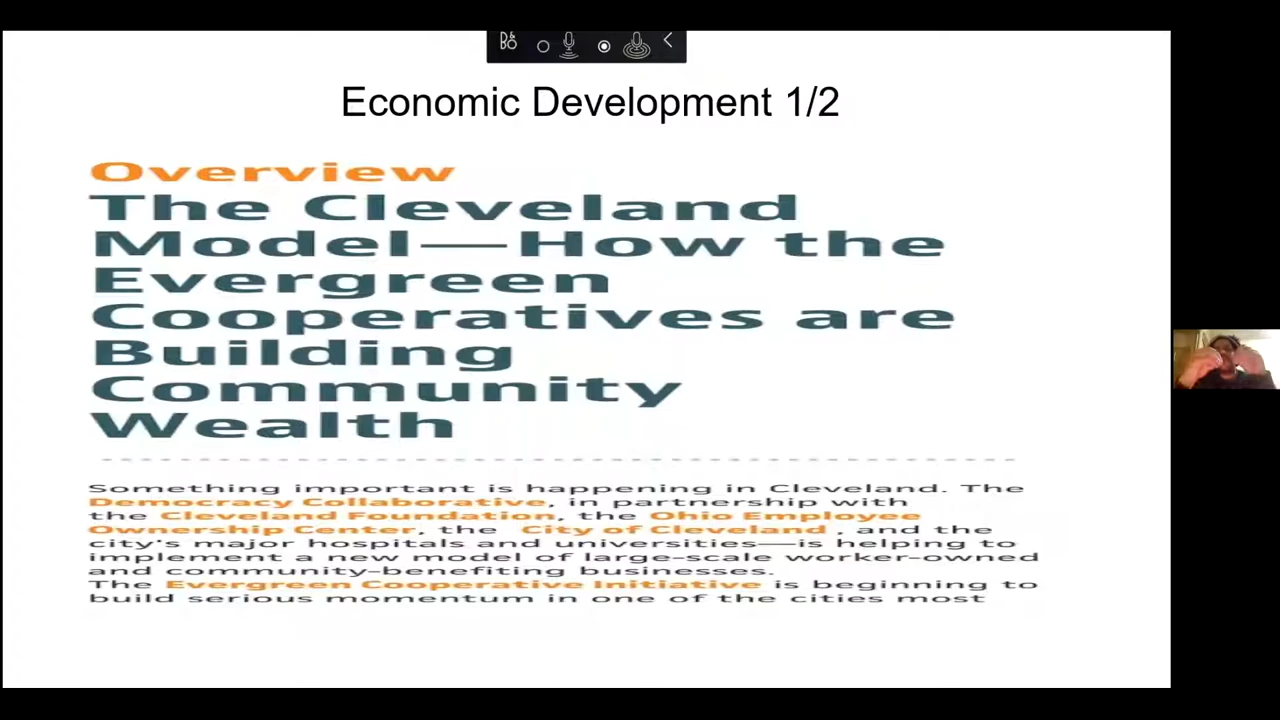 B&O
Economic Development 1/2
Overview
The Cleveland
Model—How the
Evergreen
Cooperatives are
Building
Community
Wealth
Something important is happening in Cleveland. The
Democracy Collaborative, in partnership with
the Cleveland Foundation, the Ohio Employee
Ownership Center, the City of Cleveland , and the
city's major hospitals and universities—is helping to
implement a new model of large-scale worker-owned
and community-benefiting businesses.
The Evergreen Cooperative Initiative is beginning to
build serious momentum in one of the cities most